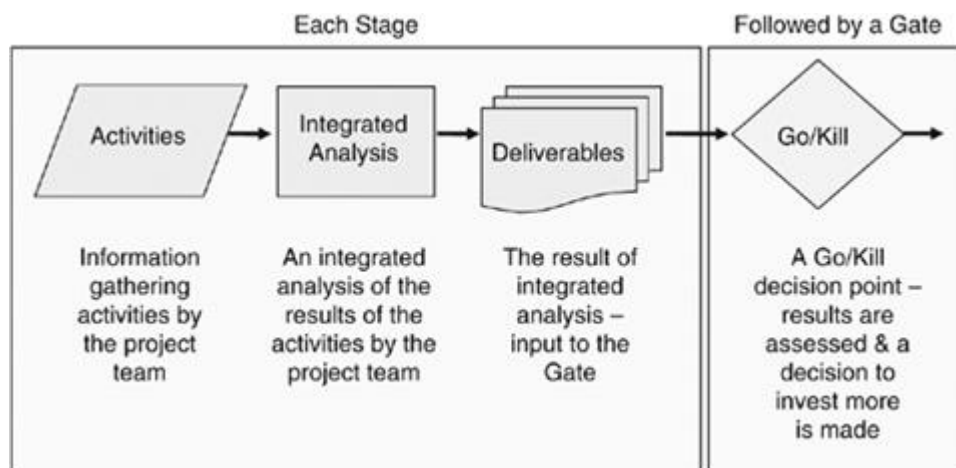 Each Stage
Followed by a Gate
Activities
Integrated
Analysis
Deliverables
Go/Kill
Information
gathering
activities by
the project
team
An integrated
analysis of the
results of the
activities by the
project team
The result of
integrated
analysis –
input to the
Gate
A Go/Kill
decision point –
results are
assessed & a
decision to
invest more
is made